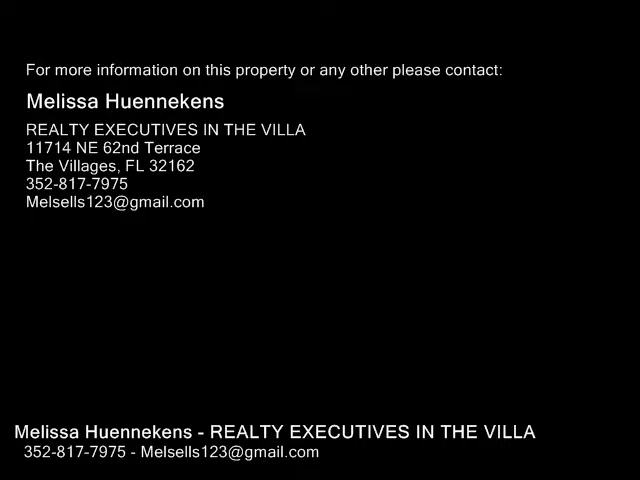 For more information on this property or any other please contact:
Melissa Huennekens
REALTY EXECUTIVES IN THE VILLA
11714 NE 62nd Terrace
The Villages, FL 32162
352-817-7975
Melsells123@gmail.com
Melissa Huennekens - REALTY EXECUTIVES IN THE VILLA
352-817-7975 - Melsells123@gmail.com